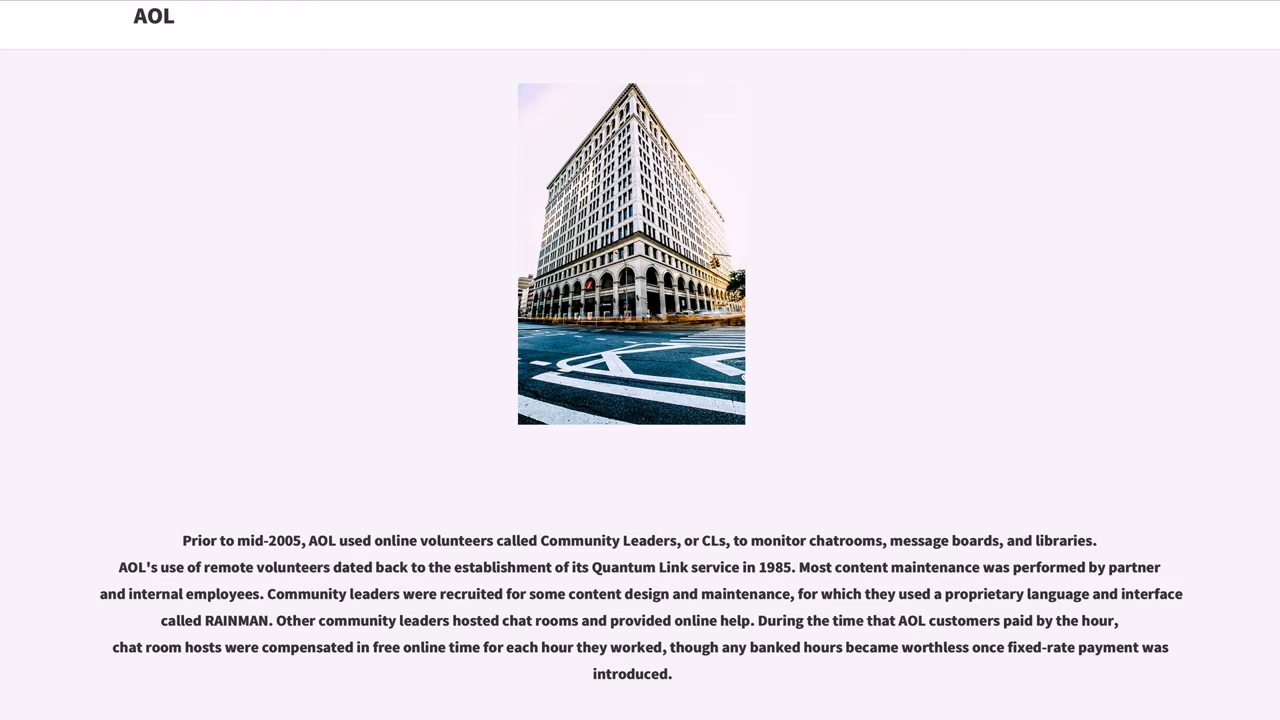 AOL
Prior to mid-2005, AOL used online volunteers called Community Leaders, or CLs, to monitor chatrooms, message boards, and libraries.
AOL's use of remote volunteers dated back to the establishment of its Quantum Link service in 1985. Most content maintenance was performed by partner
and internal employees. Community leaders were recruited for some content design and maintenance, for which they used a proprietary language and interface
called RAINMAN. Other community leaders hosted chat rooms and provided online help. During the time that AOL customers paid by the hour,
chat room hosts were compensated in free online time for each hour they worked, though any banked hours became worthless once fixed-rate payment was
introduced.